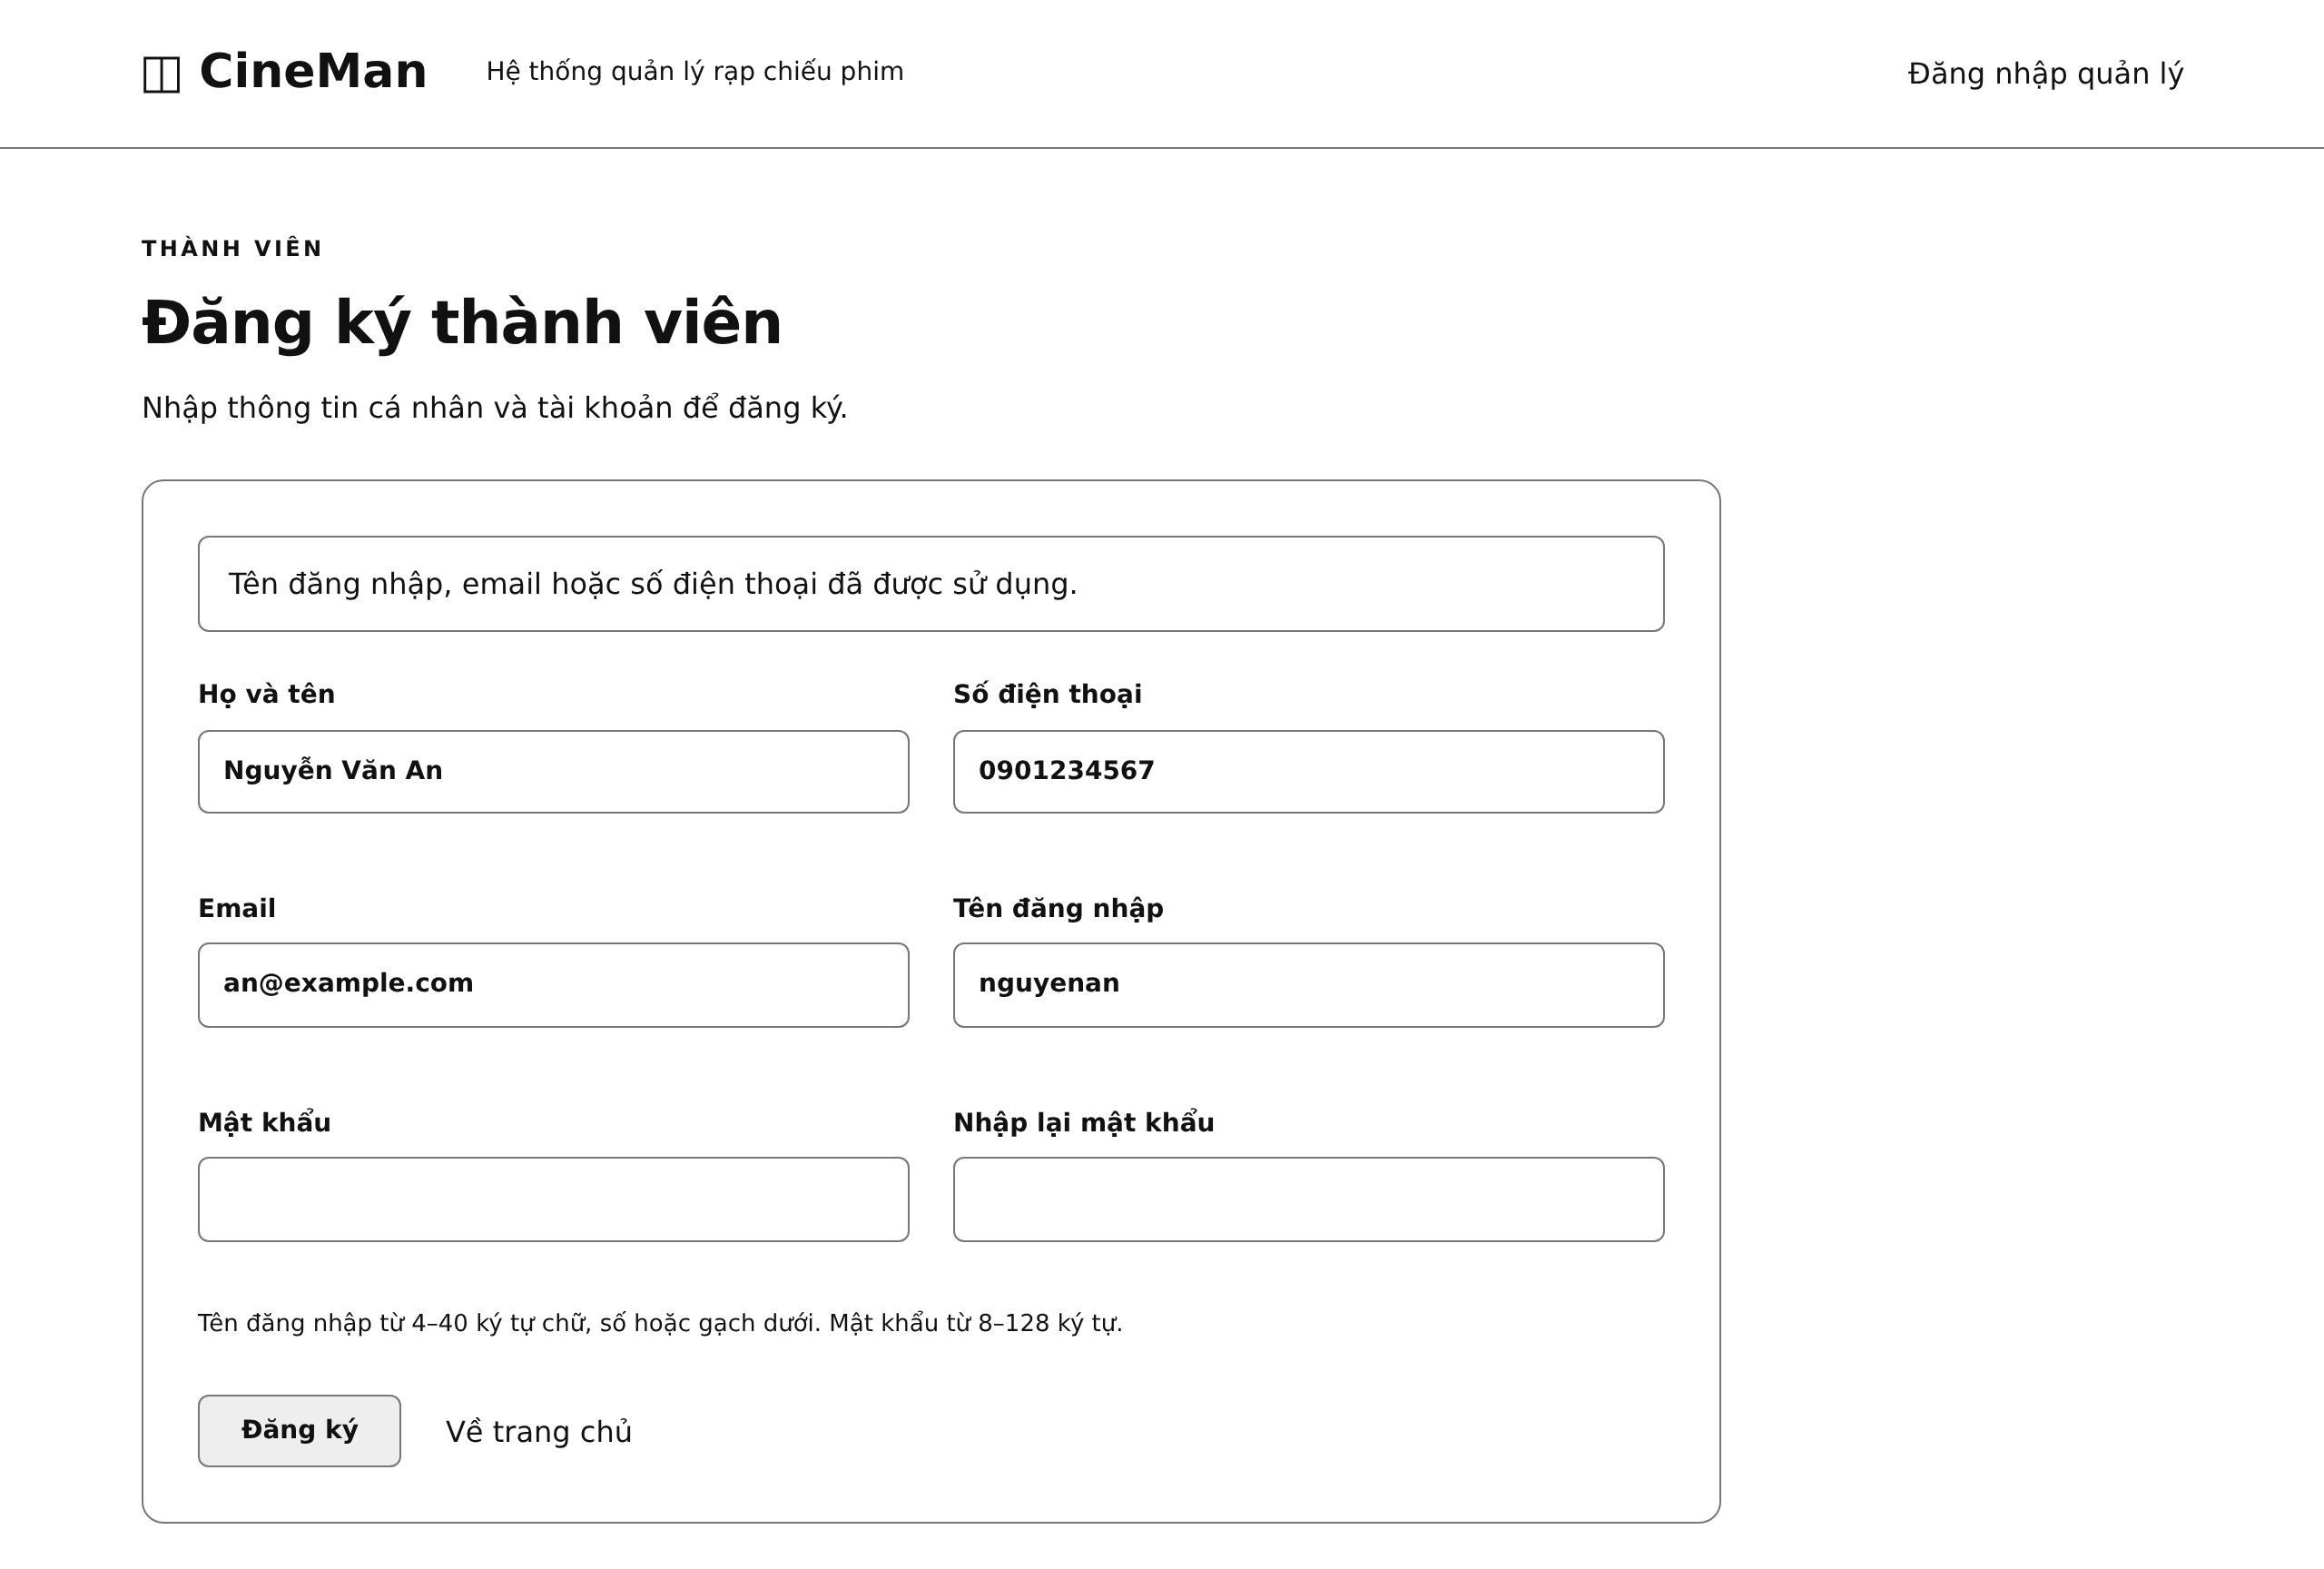 CineMan
Hệ thống quản lý rạp chiếu phim
Đăng nhập quản lý
THÀNH VIÊN
Đăng ký thành viên
Nhập thông tin cá nhân và tài khoản để đăng ký.
Tên đăng nhập, email hoặc số điện thoại đã được sử dụng.
Họ và tên
Số điện thoại
Nguyễn Văn An
0901234567
Email
Tên đăng nhập
an@example.com
nguyenan
Mật khẩu
Nhập lại mật khẩu
Tên đăng nhập từ 4–40 ký tự chữ, số hoặc gạch dưới. Mật khẩu từ 8–128 ký tự.
Đăng ký
Về trang chủ